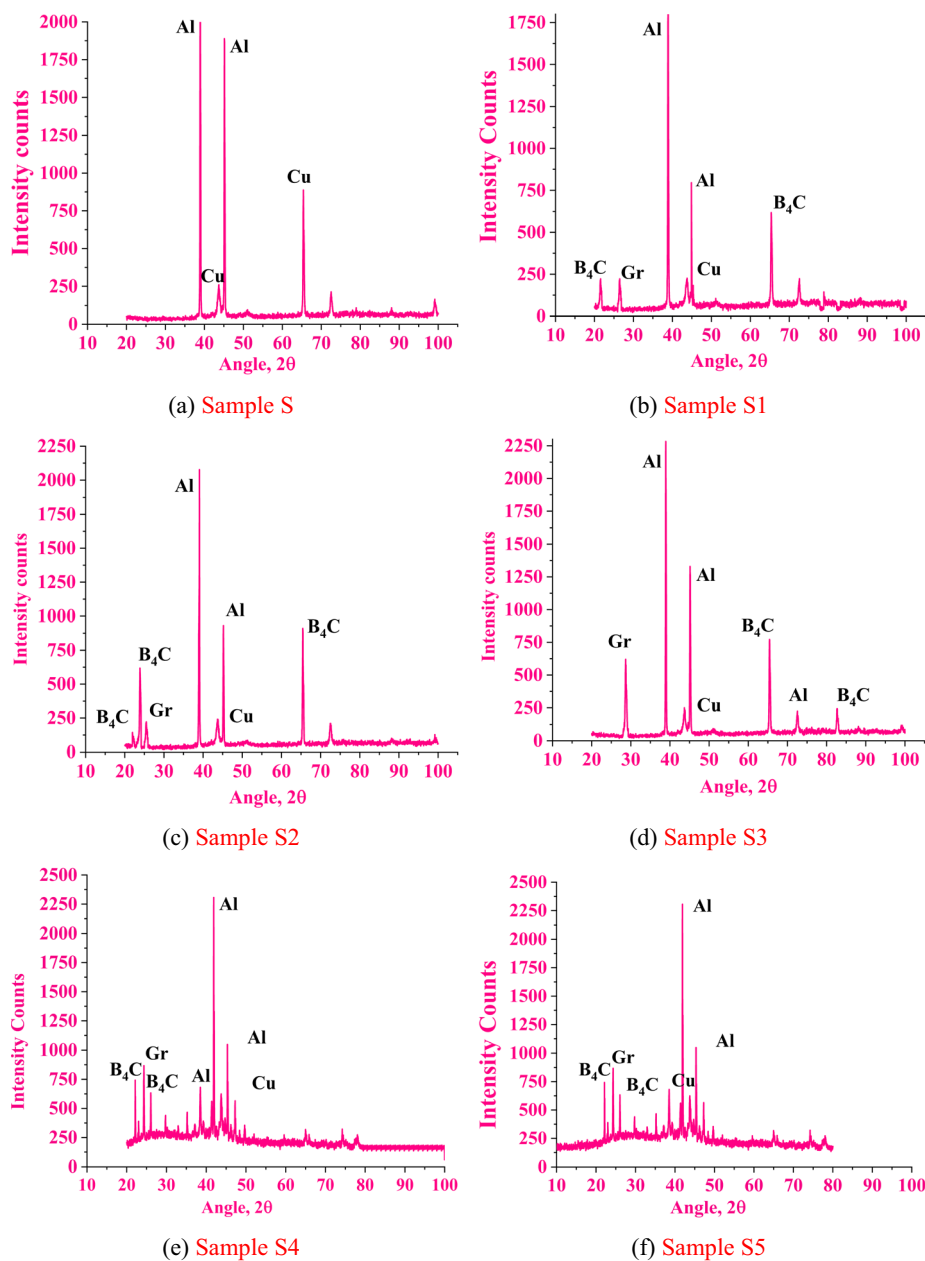 Intensity counts
2000
1750
1500
1250
1000
750
500
250
0
Al
Al
Cu
Cu
10 20 30 40 50 60 70 80 90 100
Angle, 2θ
(a) Sample S
Intensity Counts
1750
1500
1250
1000
750
500
250
0
Al
Al
B₄C
B₄C
Gr
Cu
10 20 30 40 50 60 70 80 90 100
Angle, 2θ
(b) Sample S1
Intensity counts
2250
2000
1750
1500
1250
1000
750
500
250
0
Al
Al
B₄C
B₄C
B₄C
Gr
Cu
10 20 30 40 50 60 70 80 90 100
Angle, 2θ
(c) Sample S2
Intensity counts
2250
2000
1750
1500
1250
1000
750
500
250
0
Al
Al
Gr
B₄C
Cu
Al
B₄C
10 20 30 40 50 60 70 80 90 100
Angle, 2θ
(d) Sample S3
Intensity Counts
2500
2250
2000
1750
1500
1250
1000
750
500
250
0
Al
Al
Gr
B₄C
B₄C
Al
Cu
10 20 30 40 50 60 70 80 90 100
Angle, 2θ
(e) Sample S4
Intensity Counts
2500
2250
2000
1750
1500
1250
1000
750
500
250
0
Al
Al
Gr
B₄C
B₄C
Cu
10 20 30 40 50 60 70 80 90 100
Angle, 2θ
(f) Sample S5